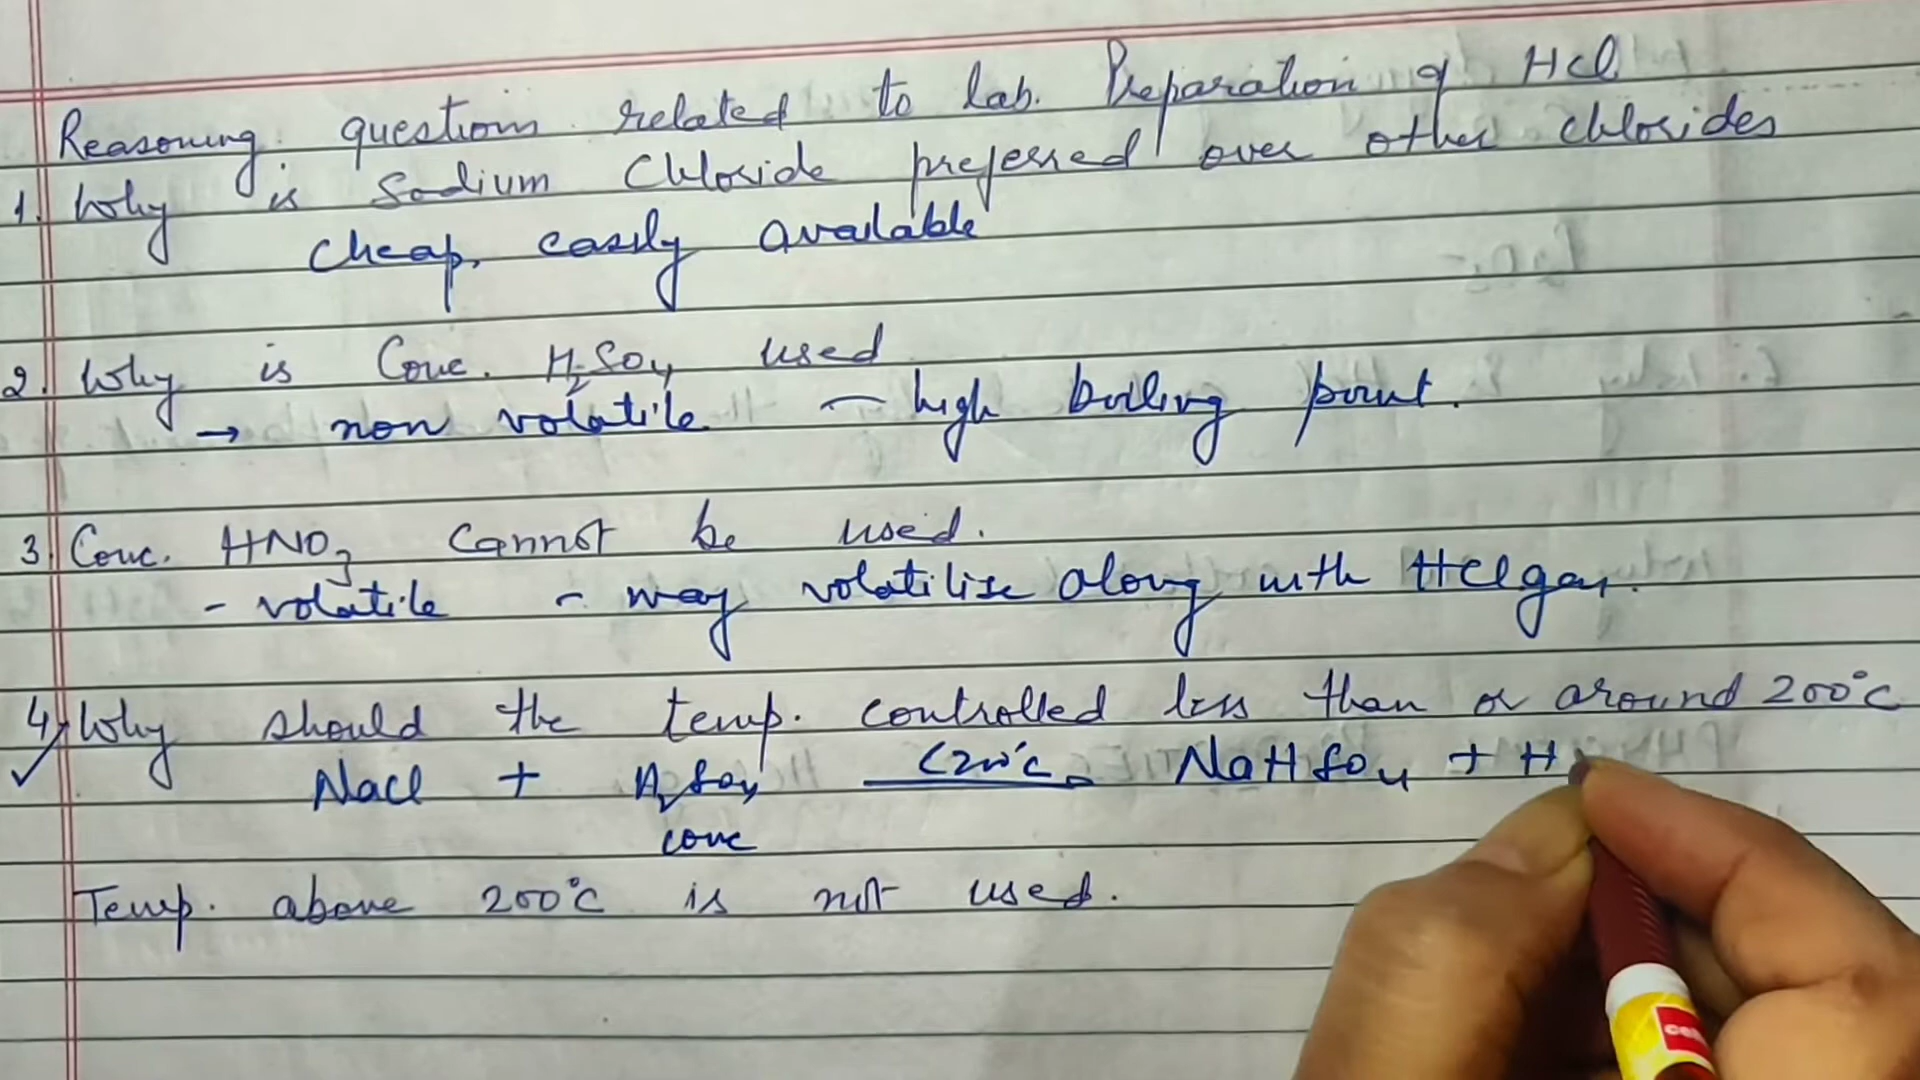 Reasoning questions related to lab. Preparation of HCl
1. Why is Sodium Chloride preferred over other chlorides
Cheap, easily available
2. Why is Conc. H₂SO₄ used
→ non volatile – high boiling point.
3. Conc. HNO₃ cannot be used.
- volatile - may volatilise along with HCl gas.
4. Why should the temp. controlled less than or around 200°C
NaCl + H₂SO₄ <200°C NaHSO₄ + H
conc
Temp. above 200°C is not used.